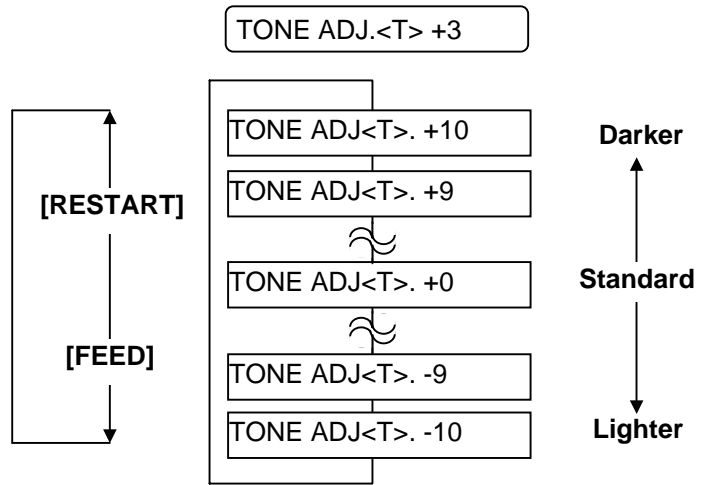 TONE ADJ.<T> +3
TONE ADJ<T>. +10
Darker
[RESTART]
TONE ADJ<T>. +9
TONE ADJ<T>. +0
Standard
[FEED]
TONE ADJ<T>. -9
TONE ADJ<T>. -10
Lighter